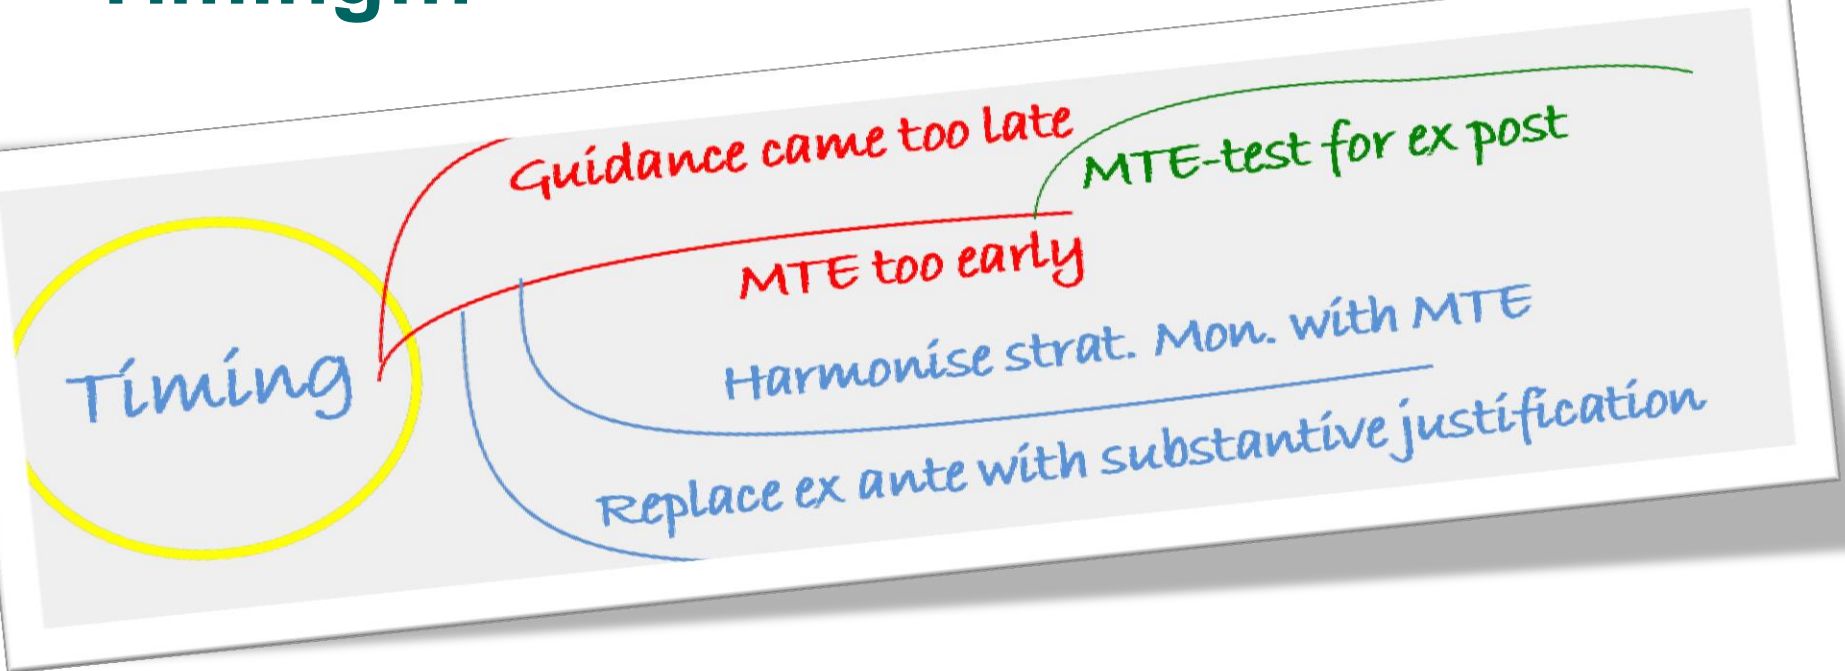 Timing...
Guidance came too late
MTE-test for ex post
MTE too early
Timing
Harmonise strat. Mon. with MTE
Replace ex ante with substantive justification